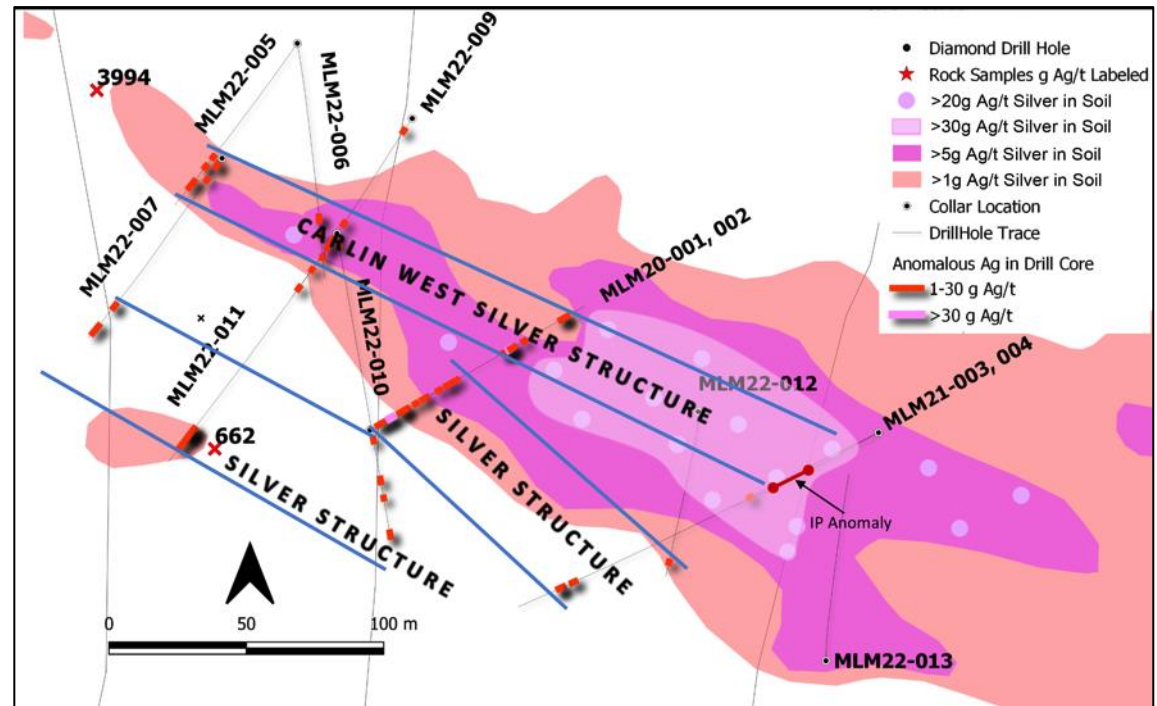 3994
MLM22-005
MLM22-006
MLM22-009
MLM22-007
MLM22-011
MLM22-010
MLM20-001, 002
MLM22-012
MLM21-003, 004
MLM22-013
662
CARLIN WEST SILVER STRUCTURE
SILVER STRUCTURE
SILVER STRUCTURE
IP Anomaly
0 50 100 m
Diamond Drill Hole
Rock Samples g Ag/t Labeled
>20g Ag/t Silver in Soil
>30g Ag/t Silver in Soil
>5g Ag/t Silver in Soil
>1g Ag/t Silver in Soil
Collar Location
DrillHole Trace
Anomalous Ag in Drill Core
1-30 g Ag/t
>30 g Ag/t